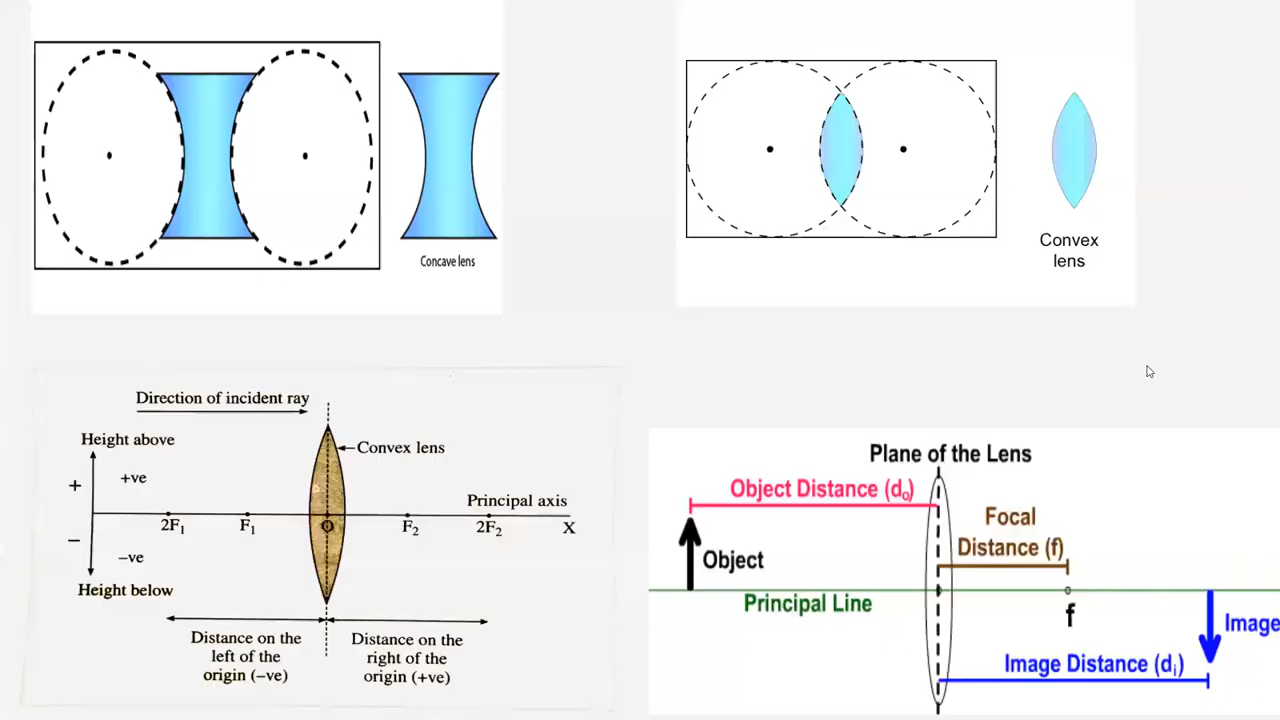 Concave lens
Convex
lens
Direction of incident ray
Height above
Convex lens
+
+ve
Principal axis
2F₁
F₁
O
F₂
2F₂
X
−
−ve
Height below
Distance on the
left of the
origin (−ve)
Distance on the
right of the
origin (+ve)
Plane of the Lens
Object Distance (dₒ)
Focal
Distance (f)
Object
Principal Line
f
Image
Image Distance (dᵢ)